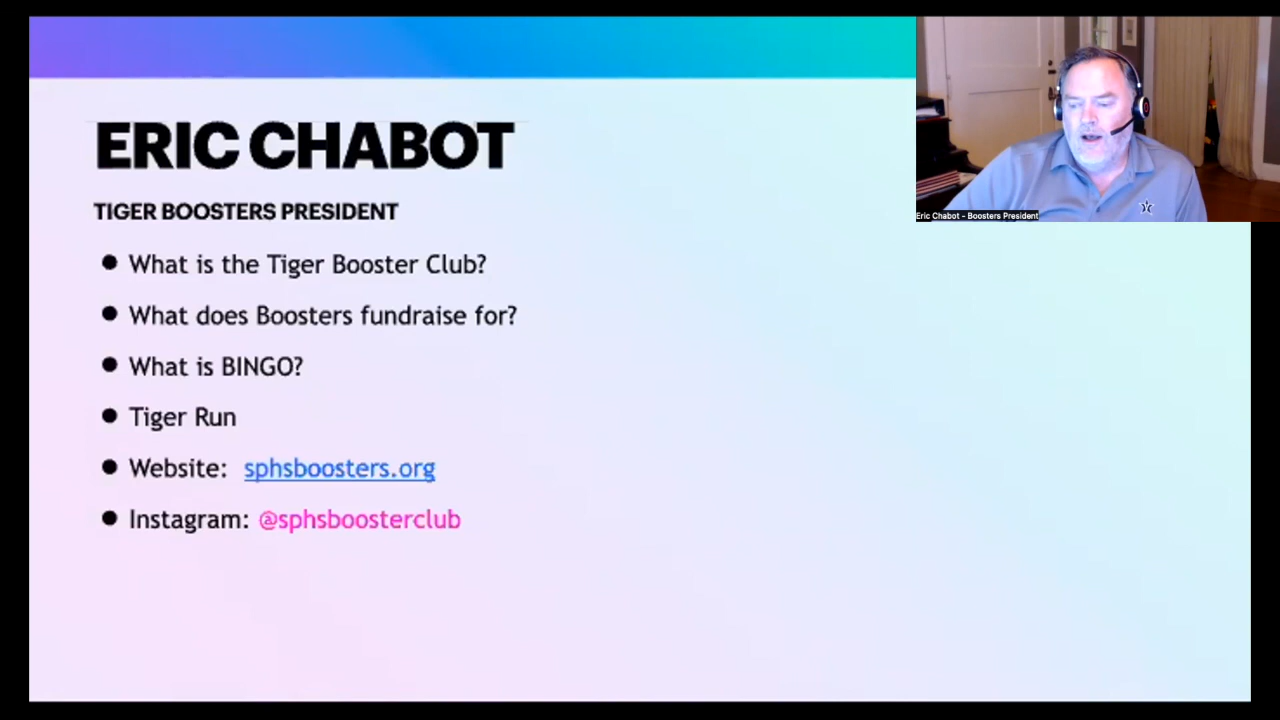 ERIC CHABOT
TIGER BOOSTERS PRESIDENT
● What is the Tiger Booster Club?
● What does Boosters fundraise for?
● What is BINGO?
● Tiger Run
● Website: sphsboosters.org
● Instagram: @sphsboosterclub
Eric Chabot - Boosters President